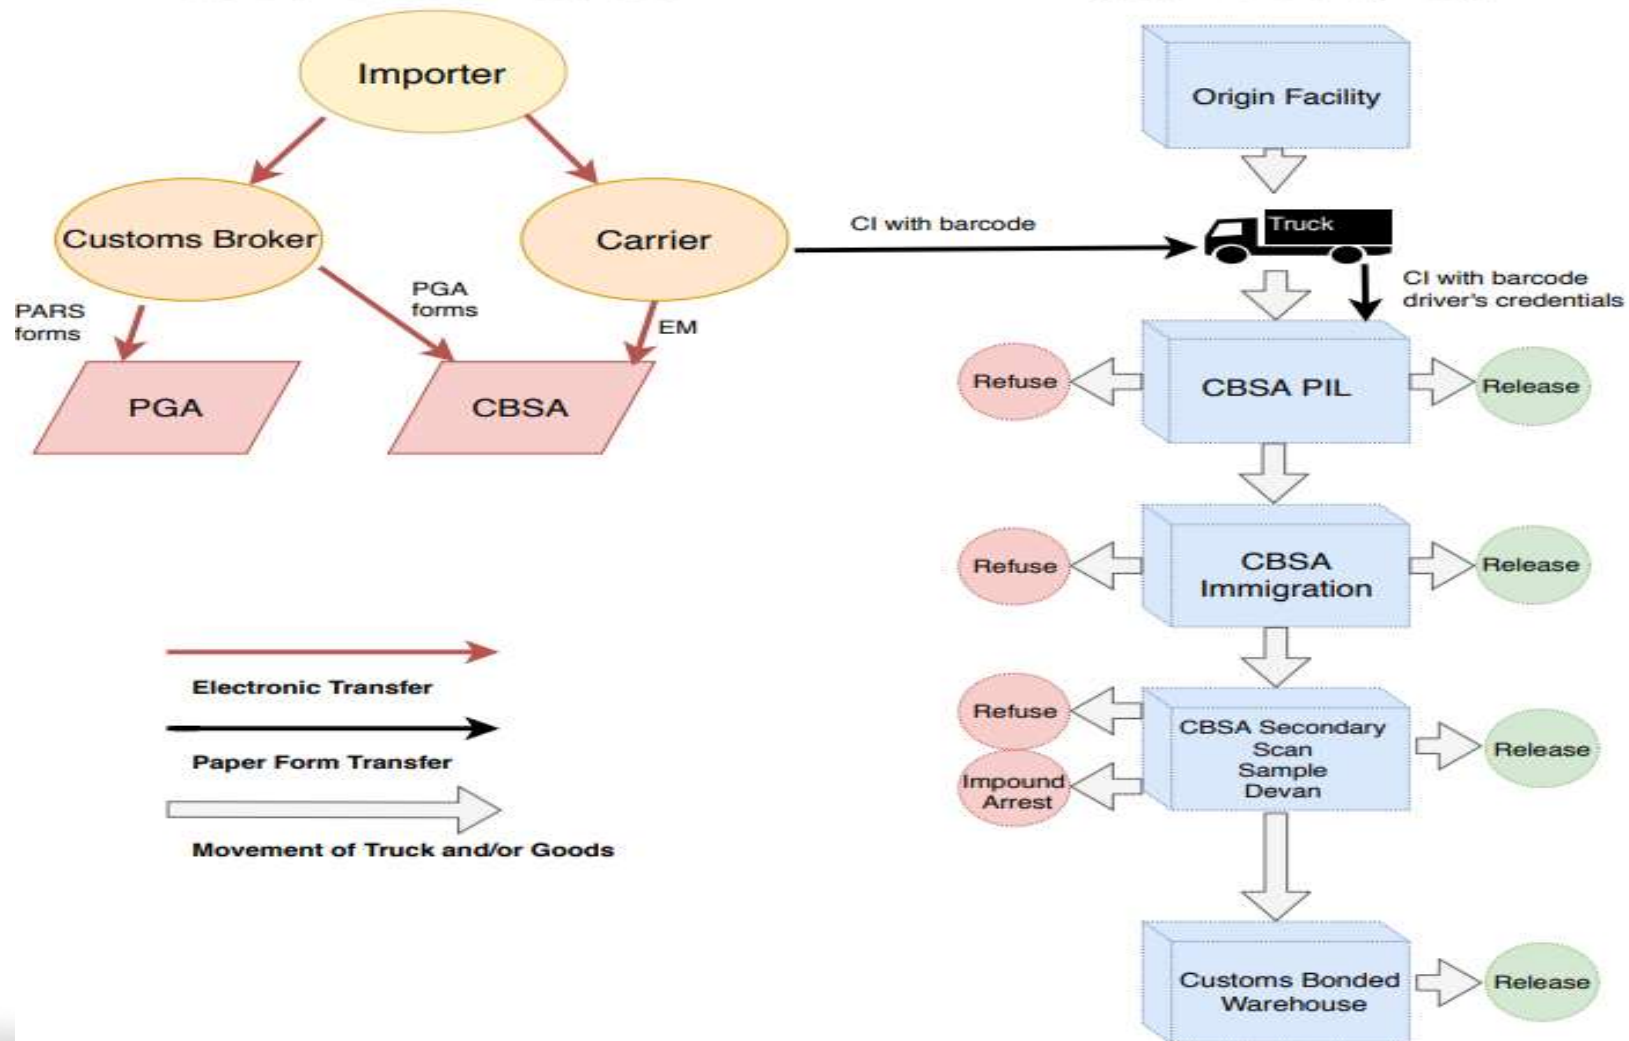 Importer
Customs Broker
Carrier
PARS
forms
PGA
forms
EM
PGA
CBSA
CI with barcode
Origin Facility
Truck
CI with barcode
driver's credentials
Refuse
CBSA PIL
Release
Refuse
CBSA
Immigration
Release
Refuse
Impound
Arrest
CBSA Secondary
Scan
Sample
Devan
Release
Customs Bonded
Warehouse
Release
Electronic Transfer
Paper Form Transfer
Movement of Truck and/or Goods